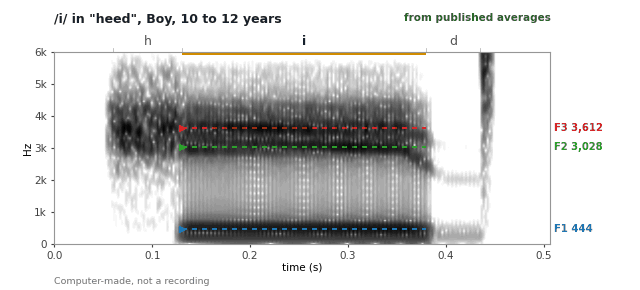 /i/ in "heed", Boy, 10 to 12 years
from published averages
h i d
6k
5k
4k
3k
2k
1k
0
Hz
F3 3,612
F2 3,028
F1 444
0.0 0.1 0.2 0.3 0.4 0.5
time (s)
Computer-made, not a recording